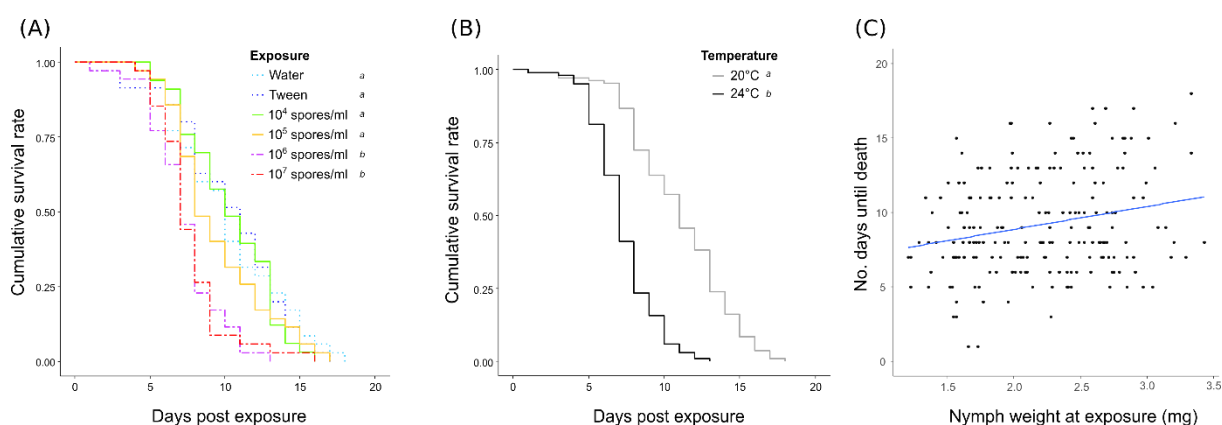 (A)
Exposure
Water a
Tween a
10⁴ spores/ml a
10⁵ spores/ml a
10⁶ spores/ml b
10⁷ spores/ml b
1.00
0.75
0.50
0.25
0.00
Cumulative survival rate
0 5 10 15 20
Days post exposure
(B)
Temperature
20°C a
24°C b
1.00
0.75
0.50
0.25
0.00
Cumulative survival rate
0 5 10 15 20
Days post exposure
(C)
20
15
10
5
0
No. days until death
1.5 2.0 2.5 3.0 3.5
Nymph weight at exposure (mg)